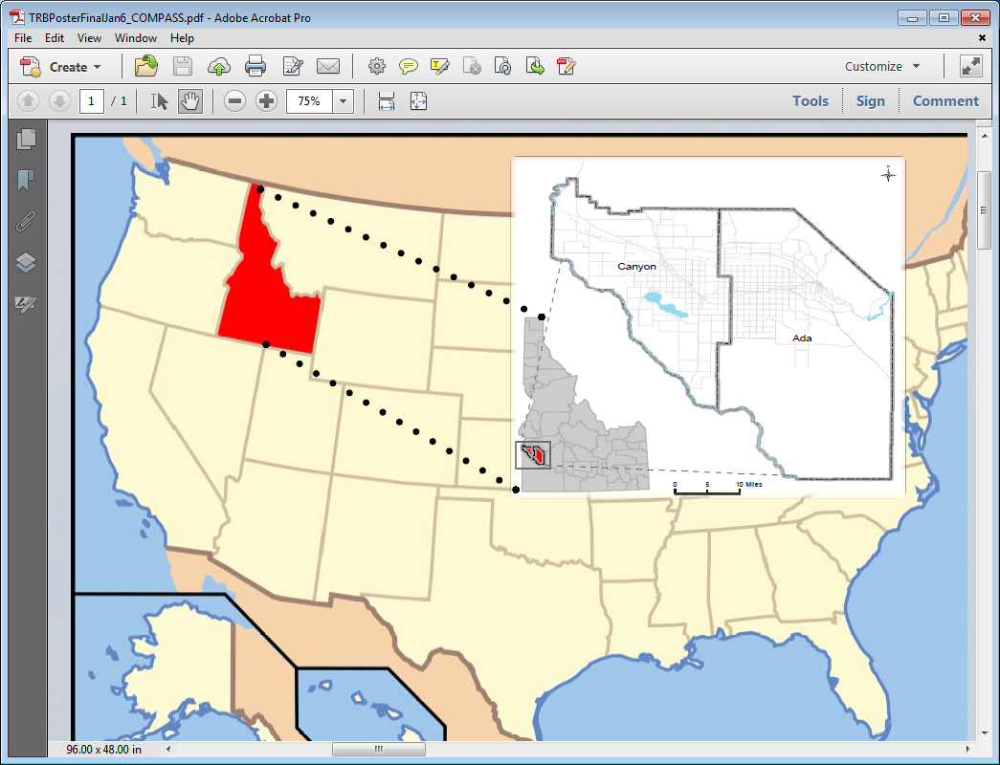 TRBPosterFinalJan6_COMPASS.pdf - Adobe Acrobat Pro
File Edit View Window Help
Create Customize
1 / 1 75% Tools Sign Comment
Canyon
Ada
0 5 10 Miles
96.00 x 48.00 in